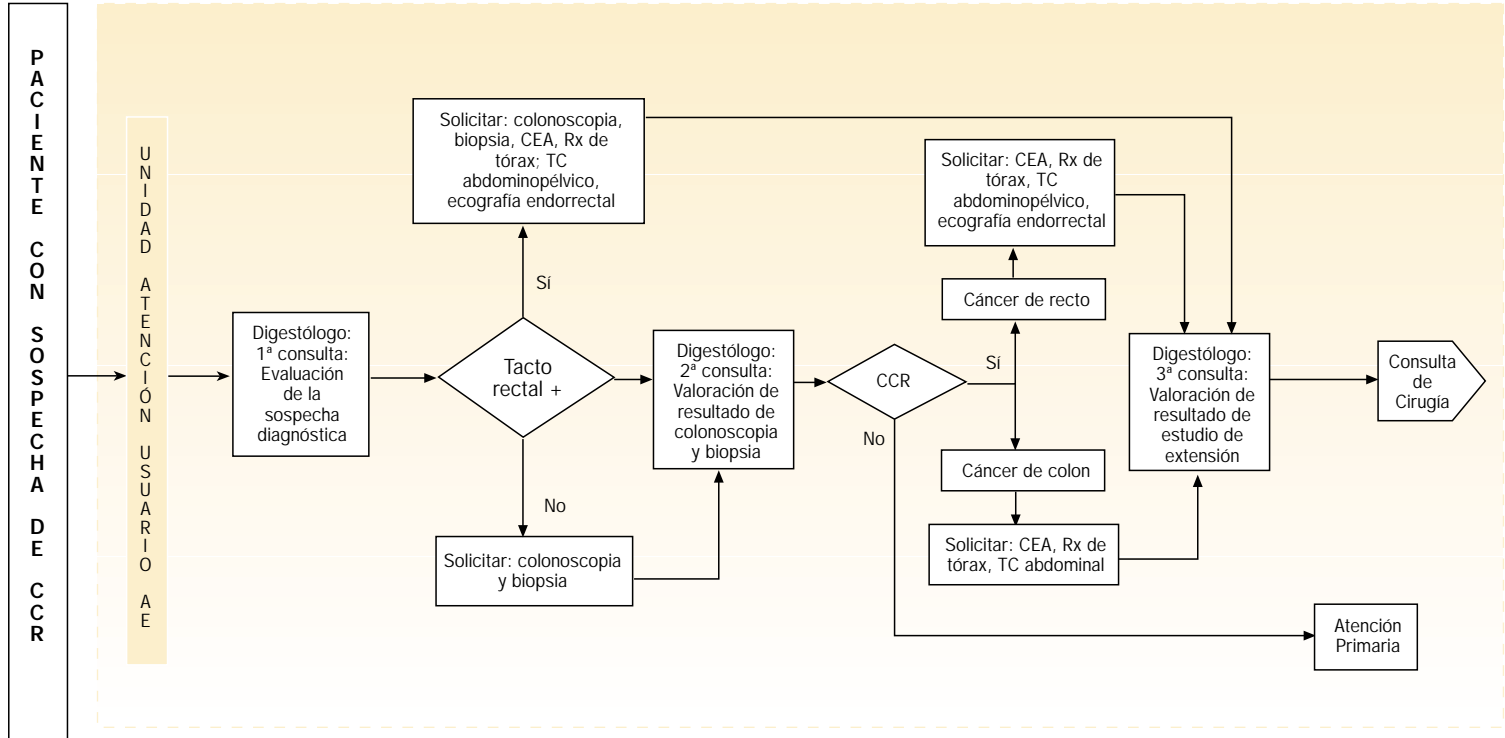 PACIENTE CON SOSPECHA DE CCR
UNIDAD ATENCIÓN USUARIO AE
Digestólogo:
1ª consulta:
Evaluación
de la
sospecha
diagnóstica
Tacto
rectal +
Sí
Solicitar: colonoscopia,
biopsia, CEA, Rx de
tórax; TC
abdominopélvico,
ecografía endorrectal
No
Solicitar: colonoscopia
y biopsia
Digestólogo:
2ª consulta:
Valoración de
resultado de
colonoscopia
y biopsia
CCR
Sí
No
Cáncer de recto
Solicitar: CEA, Rx de
tórax, TC
abdominopélvico,
ecografía endorrectal
Cáncer de colon
Solicitar: CEA, Rx de
tórax, TC abdominal
Digestólogo:
3ª consulta:
Valoración de
resultado de
estudio de
extensión
Consulta
de
Cirugía
Atención
Primaria